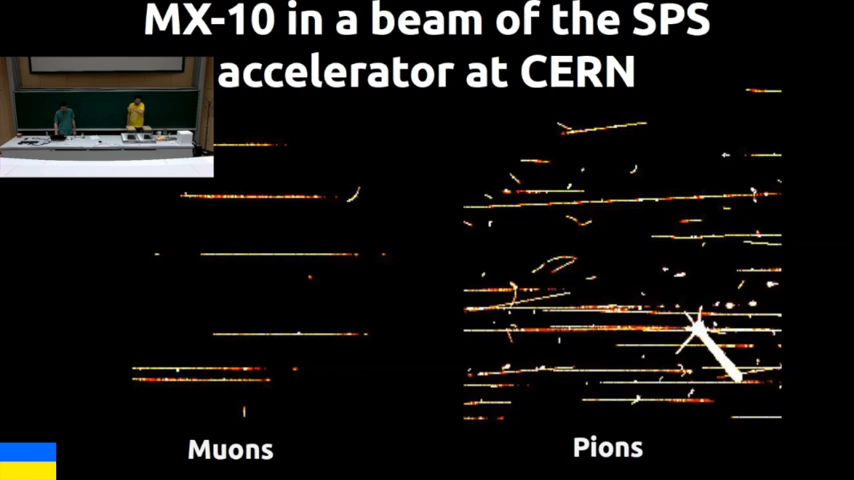 MX-10 in a beam of the SPS
accelerator at CERN
Muons
Pions